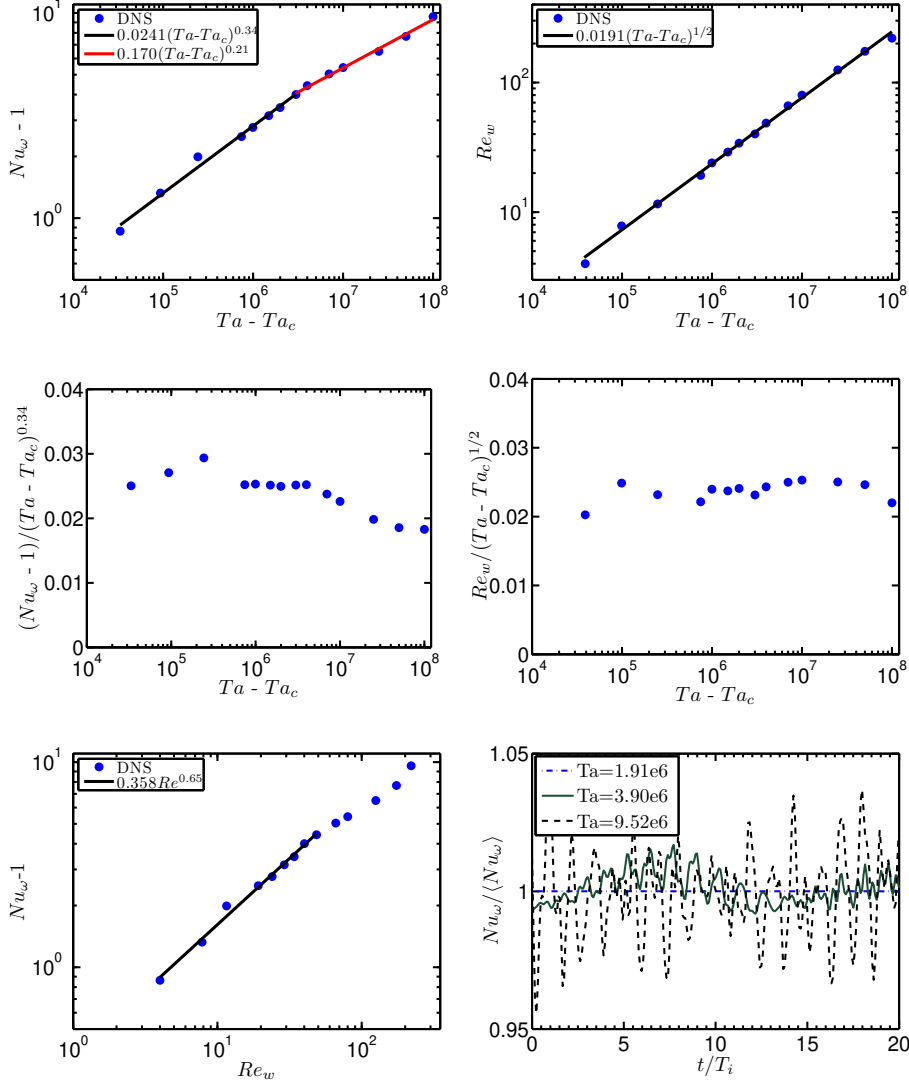 10^1
DNS
0.0241(Ta-Ta_c)^0.34
0.170(Ta-Ta_c)^0.21
Nu_ω - 1
10^0
10^4 10^5 10^6 10^7 10^8
Ta - Ta_c
DNS
0.0191(Ta-Ta_c)^1/2
Re_w
10^2
10^1
10^4 10^5 10^6 10^7 10^8
Ta - Ta_c
(Nu_ω - 1)/(Ta - Ta_c)^0.34
0.04
0.03
0.02
0.01
0
10^4 10^5 10^6 10^7 10^8
Ta - Ta_c
Re_w/(Ta - Ta_c)^1/2
0.04
0.03
0.02
0.01
0
10^4 10^5 10^6 10^7 10^8
Ta - Ta_c
10^1
DNS
0.358Re^0.65
Nu_ω-1
10^0
10^0 10^1 10^2
Re_w
1.05
Ta=1.91e6
Ta=3.90e6
Ta=9.52e6
Nu_ω/⟨Nu_ω⟩
1
0.95
0 5 10 15 20
t/T_i